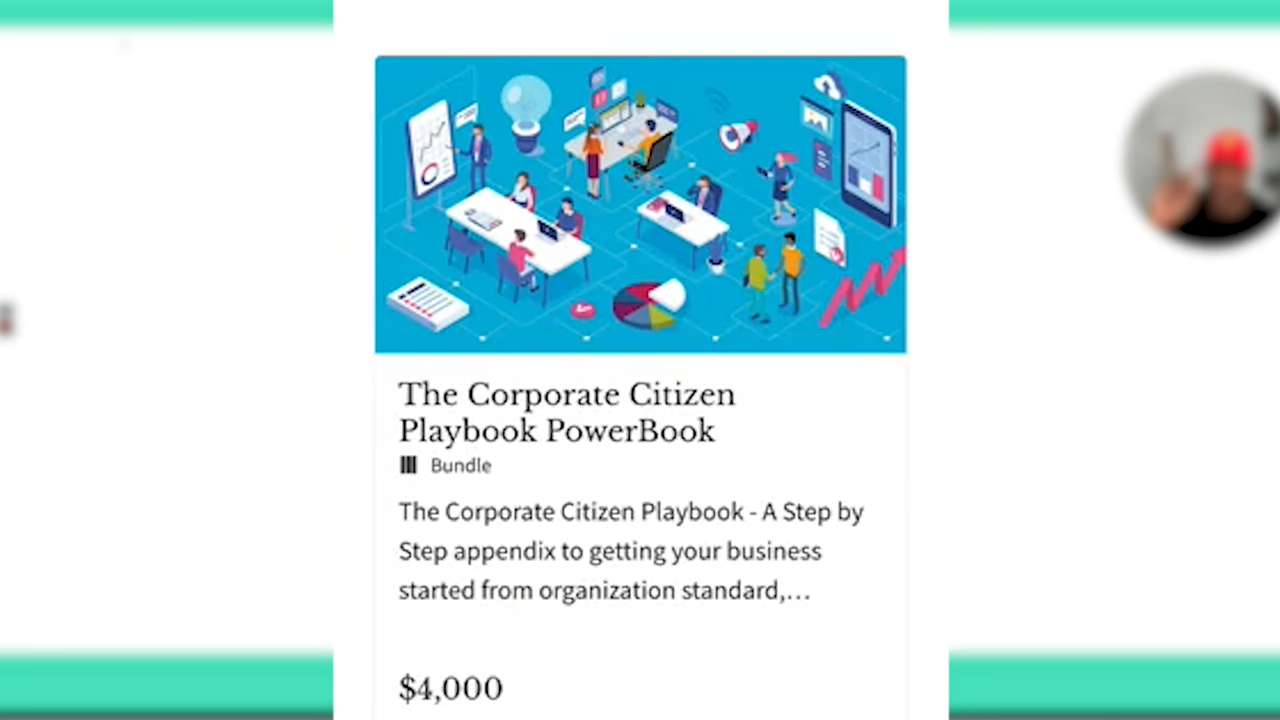 The Corporate Citizen
Playbook PowerBook
Bundle
The Corporate Citizen Playbook - A Step by
Step appendix to getting your business
started from organization standard,...
$4,000